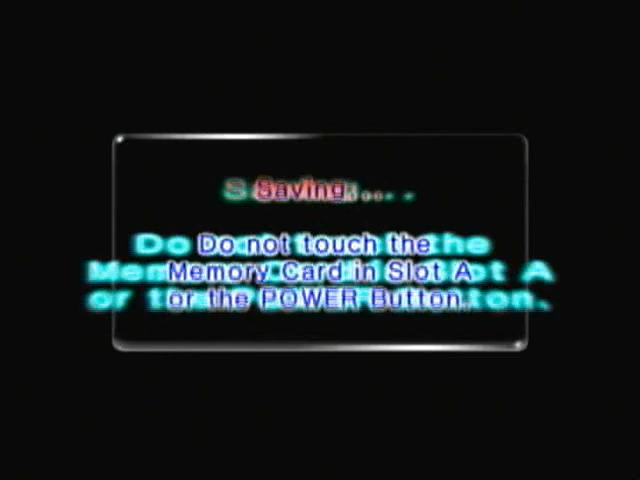 Saving...
Do not touch the
Memory Card in Slot A
or the POWER Button.